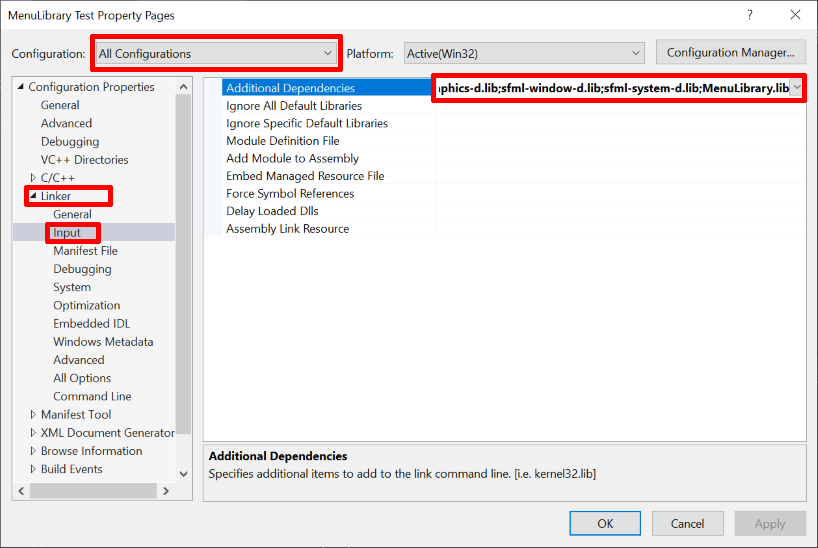 MenuLibrary Test Property Pages
Configuration: All Configurations Platform: Active(Win32) Configuration Manager...
Configuration Properties
General
Advanced
Debugging
VC++ Directories
C/C++
Linker
General
Input
Manifest File
Debugging
System
Optimization
Embedded IDL
Windows Metadata
Advanced
All Options
Command Line
Manifest Tool
XML Document Generator
Browse Information
Build Events
Additional Dependencies phics-d.lib;sfml-window-d.lib;sfml-system-d.lib;MenuLibrary.lib
Ignore All Default Libraries
Ignore Specific Default Libraries
Module Definition File
Add Module to Assembly
Embed Managed Resource File
Force Symbol References
Delay Loaded Dlls
Assembly Link Resource
Additional Dependencies
Specifies additional items to add to the link command line. [i.e. kernel32.lib]
OK Cancel Apply